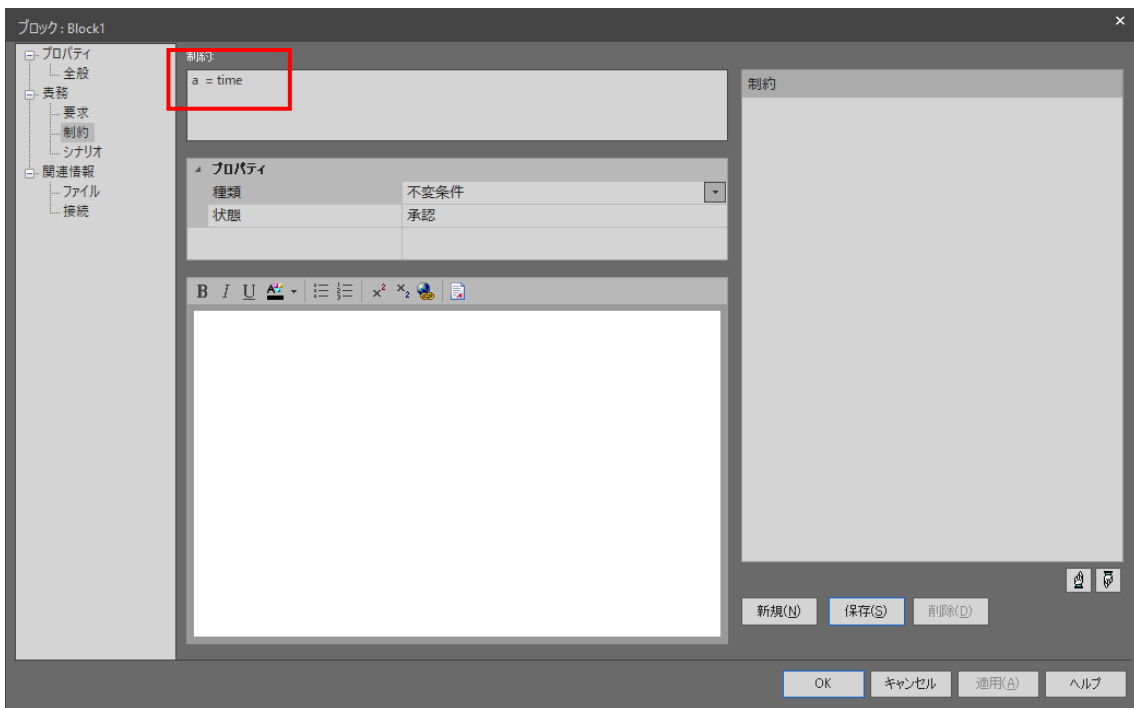 ブロック : Block1
プロパティ
全般
責務
要求
制約
シナリオ
関連情報
ファイル
接続
制約:
a = time
プロパティ
種類 不変条件
状態 承認
B I U
制約
新規(N) 保存(S) 削除(D)
OK キャンセル 適用(A) ヘルプ